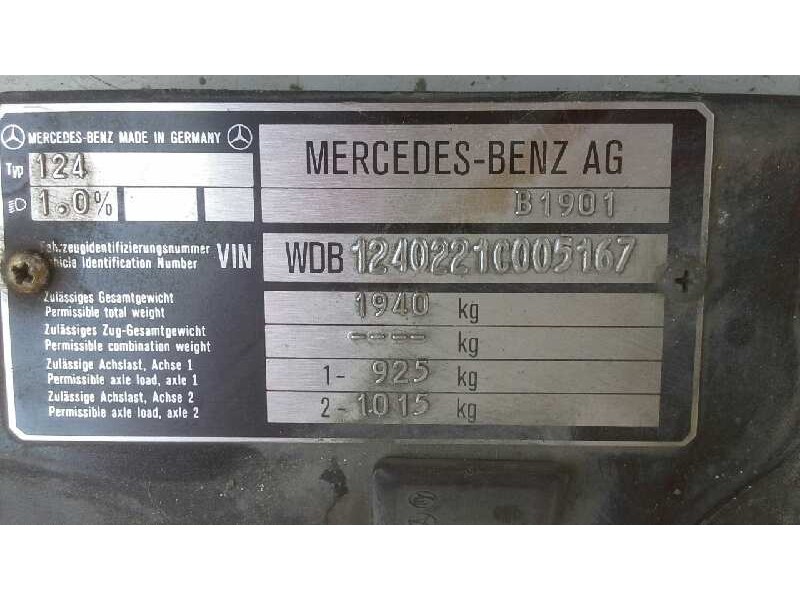 MERCEDES-BENZ MADE IN GERMANY
MERCEDES-BENZ AG
Typ 124
1.0%
B1901
Fahrzeugidentifizierungsnummer
Vehicle Identification Number
VIN WDB 1240221C005167
Zulässiges Gesamtgewicht
Permissible total weight
1940 kg
Zulässiges Zug-Gesamtgewicht
Permissible combination weight
---- kg
Zulässige Achslast, Achse 1
Permissible axle load, axle 1
1- 925 kg
Zulässige Achslast, Achse 2
Permissible axle load, axle 2
2- 1015 kg